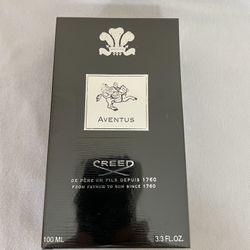 AVENTUS
CREED
DE PÈRE EN FILS DEPUIS 1760
FROM FATHER TO SON SINCE 1760
100 ML 3.3 FL.OZ.